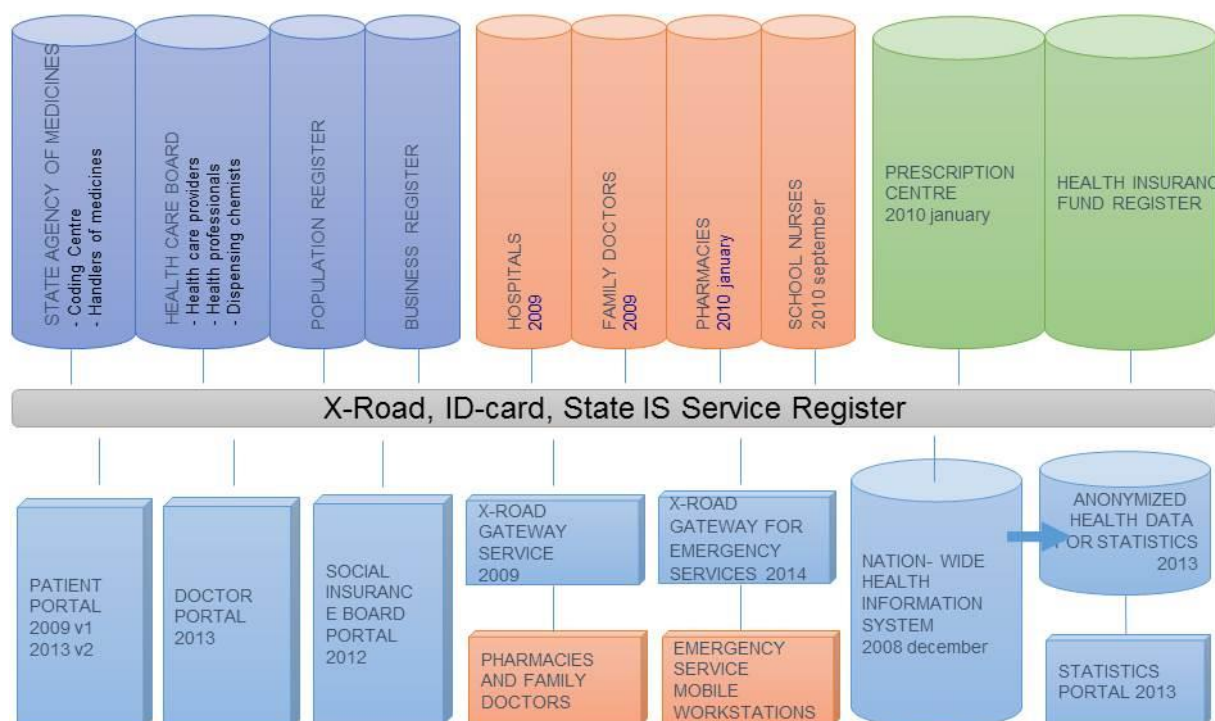 STATE AGENCY OF MEDICINES
- Coding Centre
- Handlers of medicines
HEALTH CARE BOARD
- Health care providers
- Health professionals
- Dispensing chemists
POPULATION REGISTER
BUSINESS REGISTER
HOSPITALS
2009
FAMILY DOCTORS
2009
PHARMACIES
2010 january
SCHOOL NURSES
2010 september
PRESCRIPTION
CENTRE
2010 january
HEALTH INSURANC
FUND REGISTER
X-Road, ID-card, State IS Service Register
PATIENT
PORTAL
2009 v1
2013 v2
DOCTOR
PORTAL
2013
SOCIAL
INSURANC
E BOARD
PORTAL
2012
X-ROAD
GATEWAY
SERVICE
2009
PHARMACIES
AND FAMILY
DOCTORS
X-ROAD
GATEWAY FOR
EMERGENCY
SERVICES 2014
EMERGENCY
SERVICE
MOBILE
WORKSTATIONS
NATION- WIDE
HEALTH
INFORMATION
SYSTEM
2008 december
ANONYMIZED
HEALTH DATA
FOR STATISTICS
2013
STATISTICS
PORTAL 2013